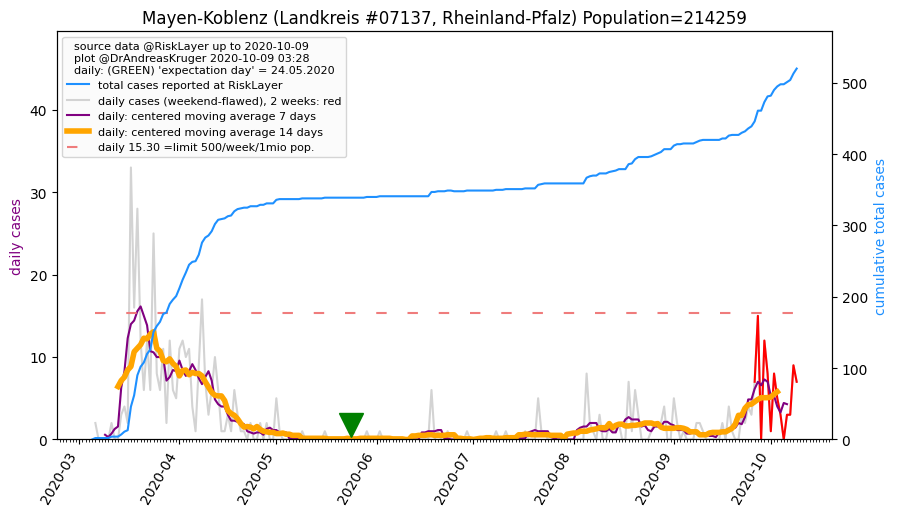 Mayen-Koblenz (Landkreis #07137, Rheinland-Pfalz) Population=214259
source data @RiskLayer up to 2020-10-09
plot @DrAndreasKruger 2020-10-09 03:28
daily: (GREEN) 'expectation day' = 24.05.2020
total cases reported at RiskLayer
daily cases (weekend-flawed), 2 weeks: red
daily: centered moving average 7 days
daily: centered moving average 14 days
daily 15.30 =limit 500/week/1mio pop.
daily cases
0
10
20
30
40
cumulative total cases
0
100
200
300
400
500
2020-03
2020-04
2020-05
2020-06
2020-07
2020-08
2020-09
2020-10